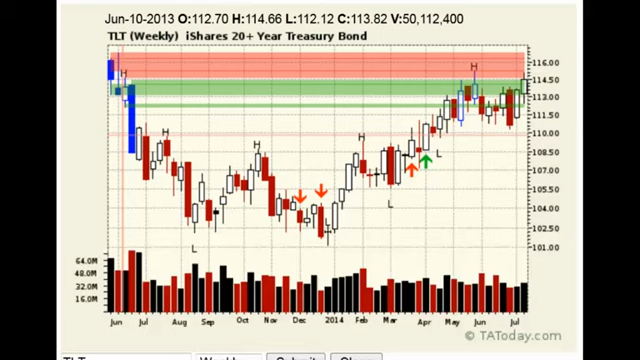 Jun-10-2013 O:112.70 H:114.66 L:112.12 C:113.82 V:50,112,400
TLT (Weekly) iShares 20+ Year Treasury Bond
116.00
114.50
113.00
111.50
110.00
108.50
107.00
105.50
104.00
102.50
101.00
H
H
H
H
H
L
L
L
L
64.0M
48.0M
32.0M
16.0M
Jun Jul Aug Sep Oct Nov Dec 2014 Feb Mar Apr May Jun Jul
© TAToday.com
TLT Weekly Submit